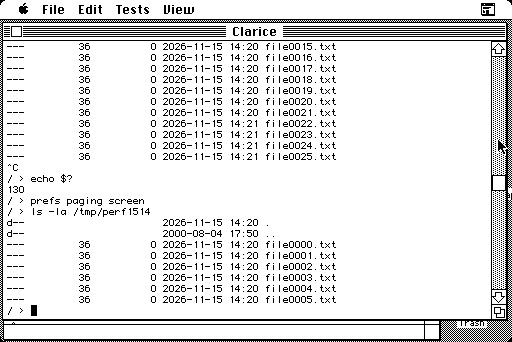 File Edit Tests View
Clarice
--- 36 0 2026-11-15 14:20 file0015.txt
--- 36 0 2026-11-15 14:20 file0016.txt
--- 36 0 2026-11-15 14:20 file0017.txt
--- 36 0 2026-11-15 14:20 file0018.txt
--- 36 0 2026-11-15 14:20 file0019.txt
--- 36 0 2026-11-15 14:20 file0020.txt
--- 36 0 2026-11-15 14:20 file0021.txt
--- 36 0 2026-11-15 14:21 file0022.txt
--- 36 0 2026-11-15 14:21 file0023.txt
--- 36 0 2026-11-15 14:21 file0024.txt
--- 36 0 2026-11-15 14:21 file0025.txt
^C
/ > echo $?
130
/ > prefs paging screen
/ > ls -la /tmp/perf1514
d-- 2026-11-15 14:20 .
d-- 2000-08-04 17:50 ..
--- 36 0 2026-11-15 14:20 file0000.txt
--- 36 0 2026-11-15 14:20 file0001.txt
--- 36 0 2026-11-15 14:20 file0002.txt
--- 36 0 2026-11-15 14:20 file0003.txt
--- 36 0 2026-11-15 14:20 file0004.txt
--- 36 0 2026-11-15 14:20 file0005.txt
/ >
Trash